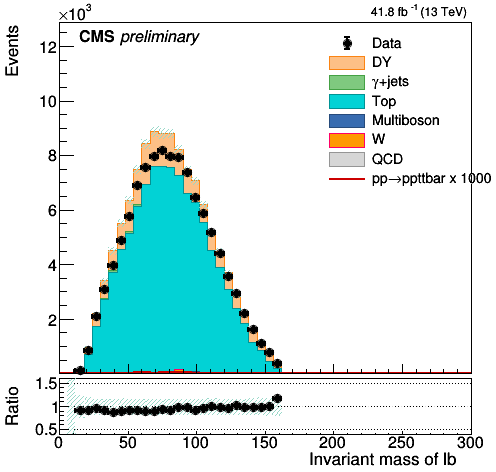 ×10³
41.8 fb⁻¹ (13 TeV)
CMS preliminary
Events
12
10
8
6
4
2
Data
DY
γ+jets
Top
Multiboson
W
QCD
pp→ppttbar x 1000
Ratio
1.5
1
0.5
0 50 100 150 200 250 300
Invariant mass of lb